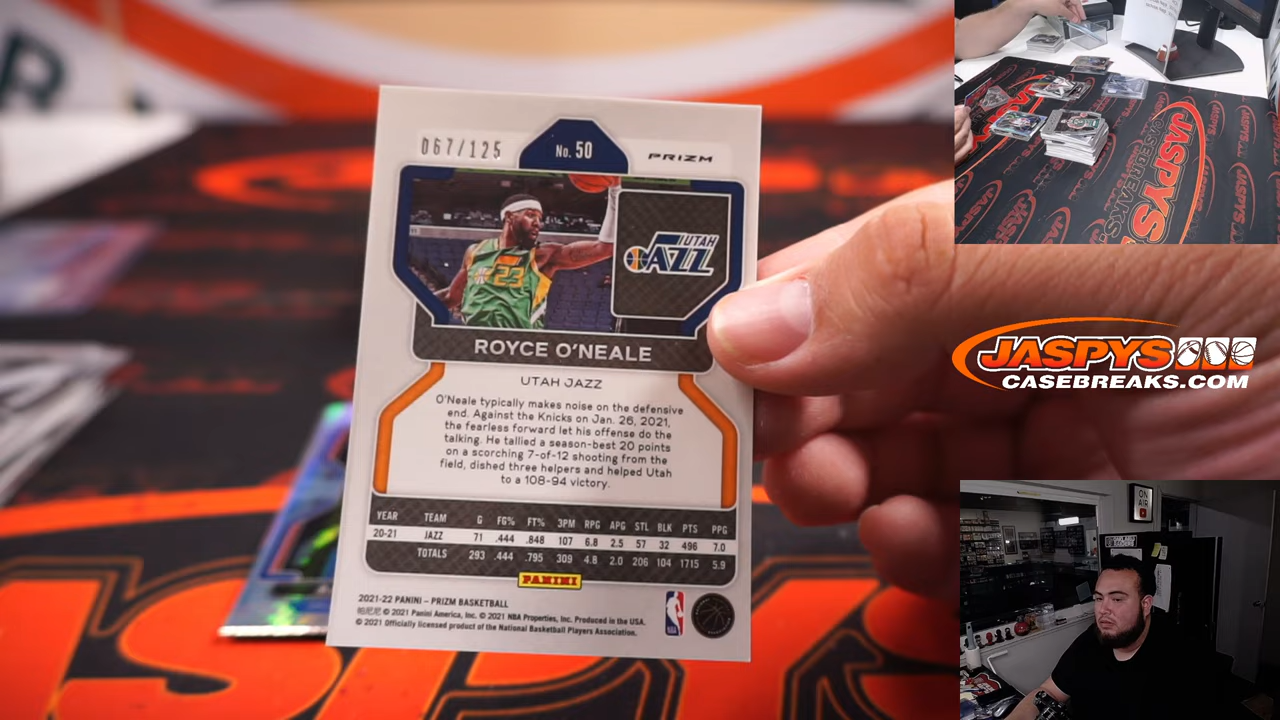 067/125
No. 50
PRIZM
UTAH
JAZZ
23
ROYCE O'NEALE
UTAH JAZZ
O'Neale typically makes noise on the defensive
end. Against the Knicks on Jan. 26, 2021,
the fearless forward let his offense do the
talking. He tallied a season-best 20 points
on a scorching 7-of-12 shooting from the
field, dished three helpers and helped Utah
to a 108-94 victory.
YEAR TEAM G FG% FT% 3PM RPG APG STL BLK PTS PPG
20-21 JAZZ 71 .444 .848 107 6.8 2.5 57 32 496 7.0
TOTALS 293 .444 .795 309 4.8 2.0 206 104 1715 5.9
PANINI
2021-22 PANINI – PRIZM BASKETBALL
帕尼尼 © 2021 Panini America, Inc. © 2021 NBA Properties, Inc. Produced in the USA.
© 2021 Officially licensed product of the National Basketball Players Association.
JASPYS
CASEBREAKS.COM
JASPYS
CASEBREAKS
ON
AIR